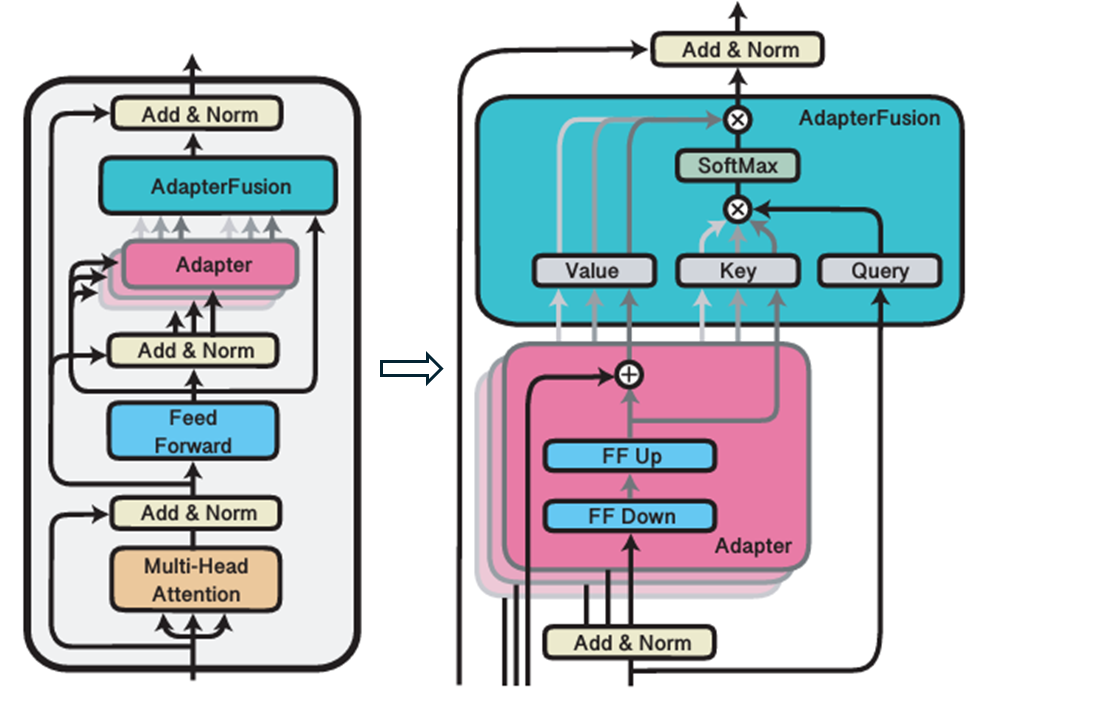 Add & Norm
AdapterFusion
Adapter
Add & Norm
Feed
Forward
Add & Norm
Multi-Head
Attention
Add & Norm
AdapterFusion
SoftMax
Value
Key
Query
FF Up
FF Down
Adapter
Add & Norm